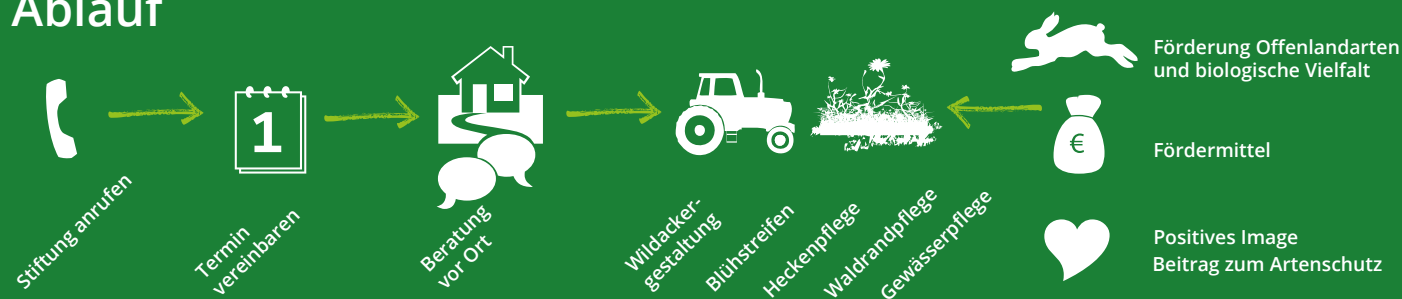 Ablauf
1
Stiftung anrufen
Termin
vereinbaren
Beratung
vor Ort
Wildacker-
gestaltung
Blühstreifen
Heckenpflege
Waldrandpflege
Gewässerpflege
Förderung Offenlandarten
und biologische Vielfalt
€
Fördermittel
Positives Image
Beitrag zum Artenschutz